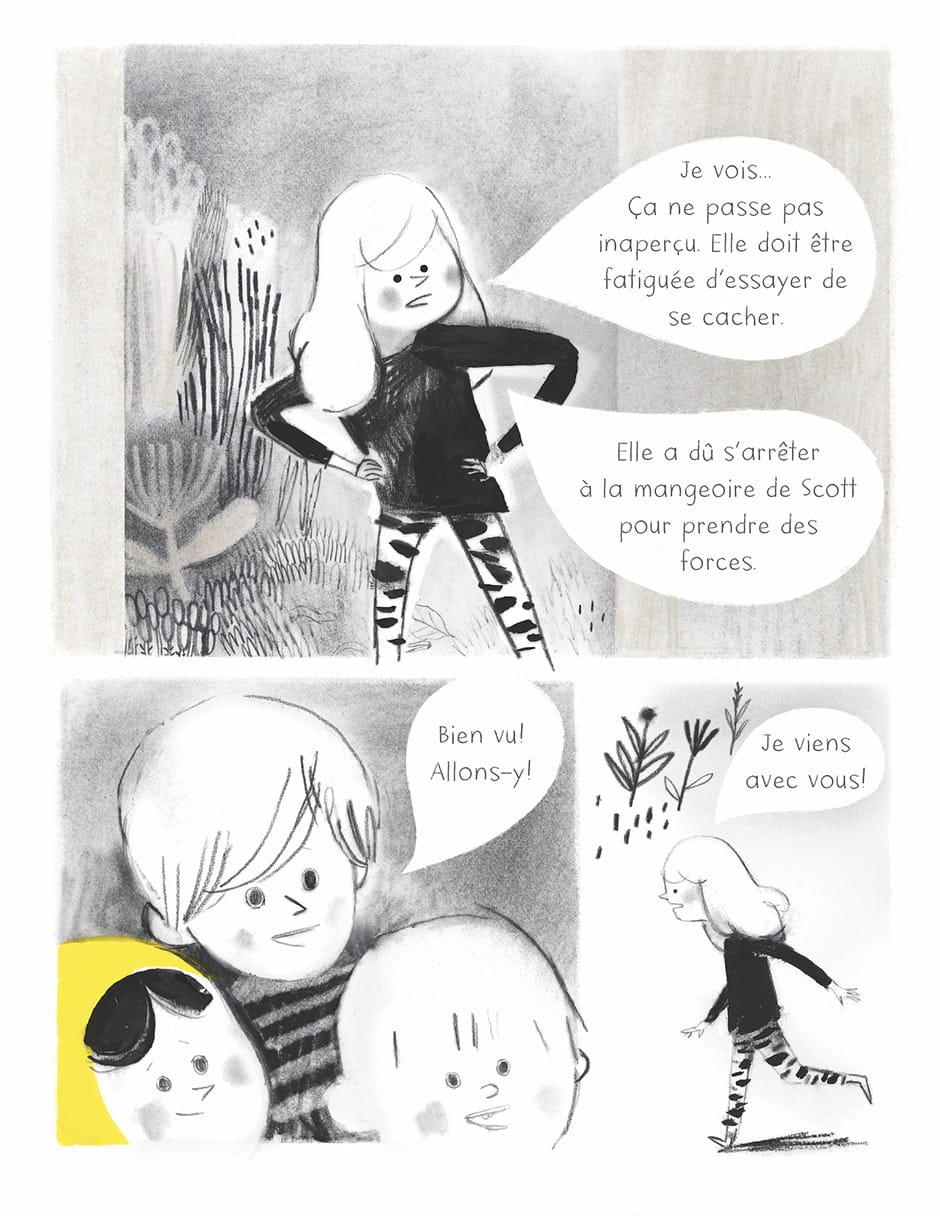 Je vois...
Ça ne passe pas
inaperçu. Elle doit être
fatiguée d'essayer de
se cacher.
Elle a dû s'arrêter
à la mangeoire de Scott
pour prendre des
forces.
Bien vu!
Allons-y!
Je viens
avec vous!